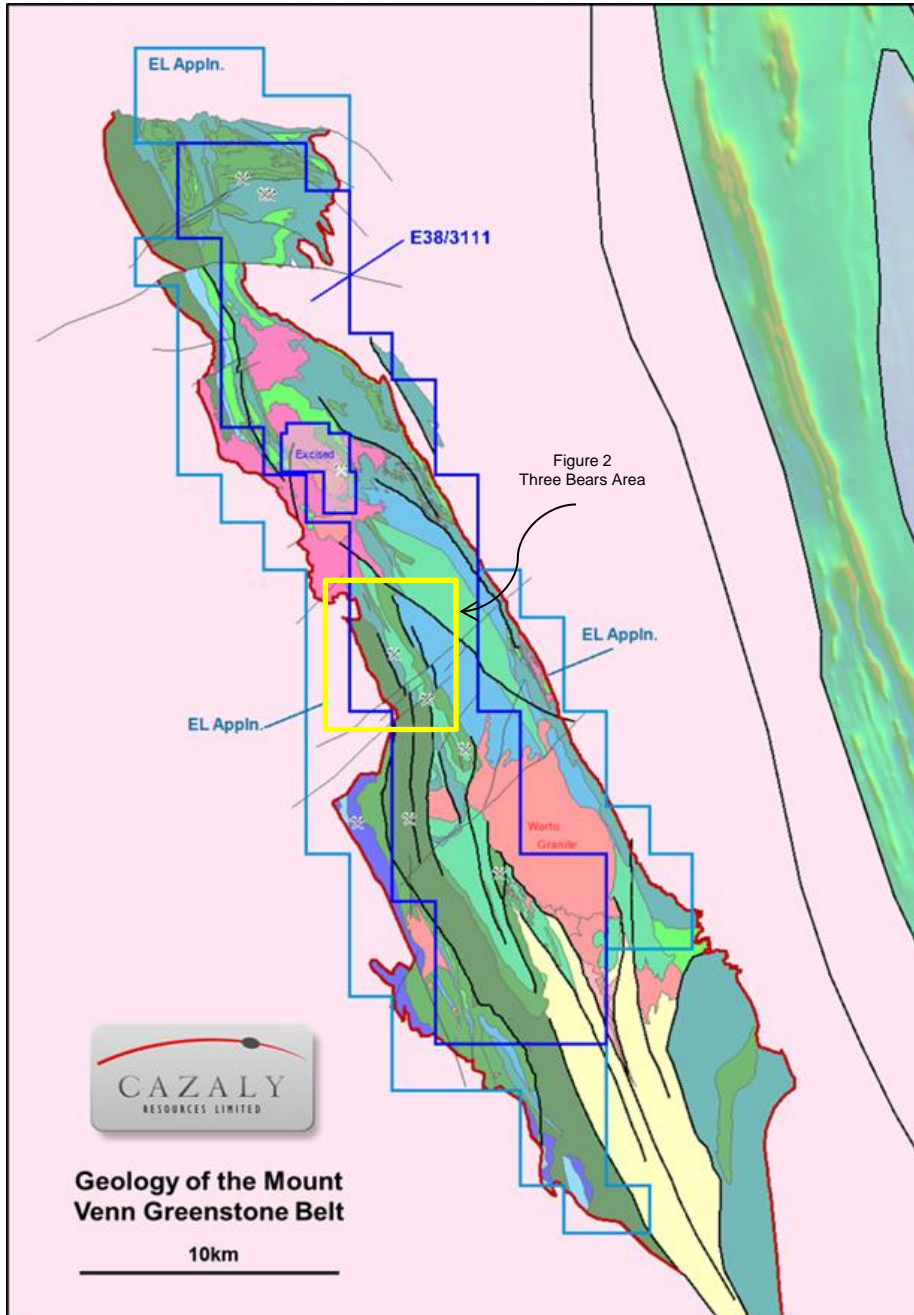 EL Appln.
E38/3111
Excised
Figure 2
Three Bears Area
EL Appln.
EL Appln.
Wartu
Granite
CAZALY
RESOURCES LIMITED
Geology of the Mount
Venn Greenstone Belt
10km